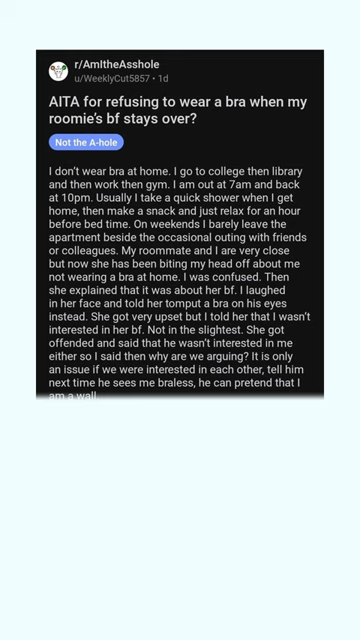 r/AmItheAsshole
u/WeeklyCut5857 • 1d
AITA for refusing to wear a bra when my
roomie's bf stays over?
Not the A-hole
I don't wear bra at home. I go to college then library
and then work then gym. I am out at 7am and back
at 10pm. Usually I take a quick shower when I get
home, then make a snack and just relax for an hour
before bed time. On weekends I barely leave the
apartment beside the occasional outing with friends
or colleagues. My roommate and I are very close
but now she has been biting my head off about me
not wearing a bra at home. I was confused. Then
she explained that it was about her bf. I laughed
in her face and told her tomput a bra on his eyes
instead. She got very upset but I told her that I wasn't
interested in her bf. Not in the slightest. She got
offended and said that he wasn't interested in me
either so I said then why are we arguing? It is only
an issue if we were interested in each other, tell him
next time he sees me braless, he can pretend that I
am a wall